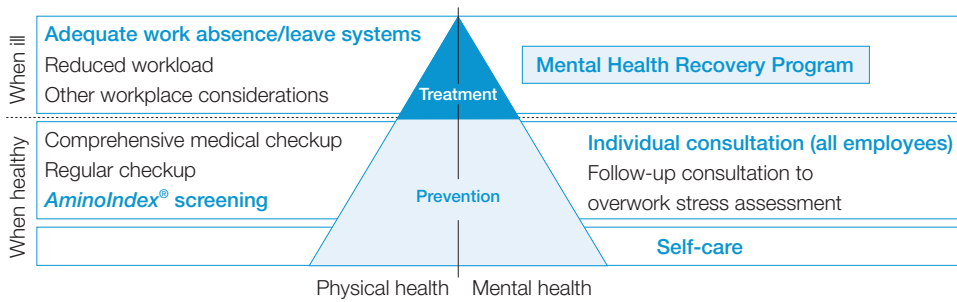 When ill
Adequate work absence/leave systems
Reduced workload
Other workplace considerations
Treatment
Mental Health Recovery Program
When healthy
Comprehensive medical checkup
Regular checkup
AminoIndex® screening
Prevention
Individual consultation (all employees)
Follow-up consultation to
overwork stress assessment
Self-care
Physical health
Mental health